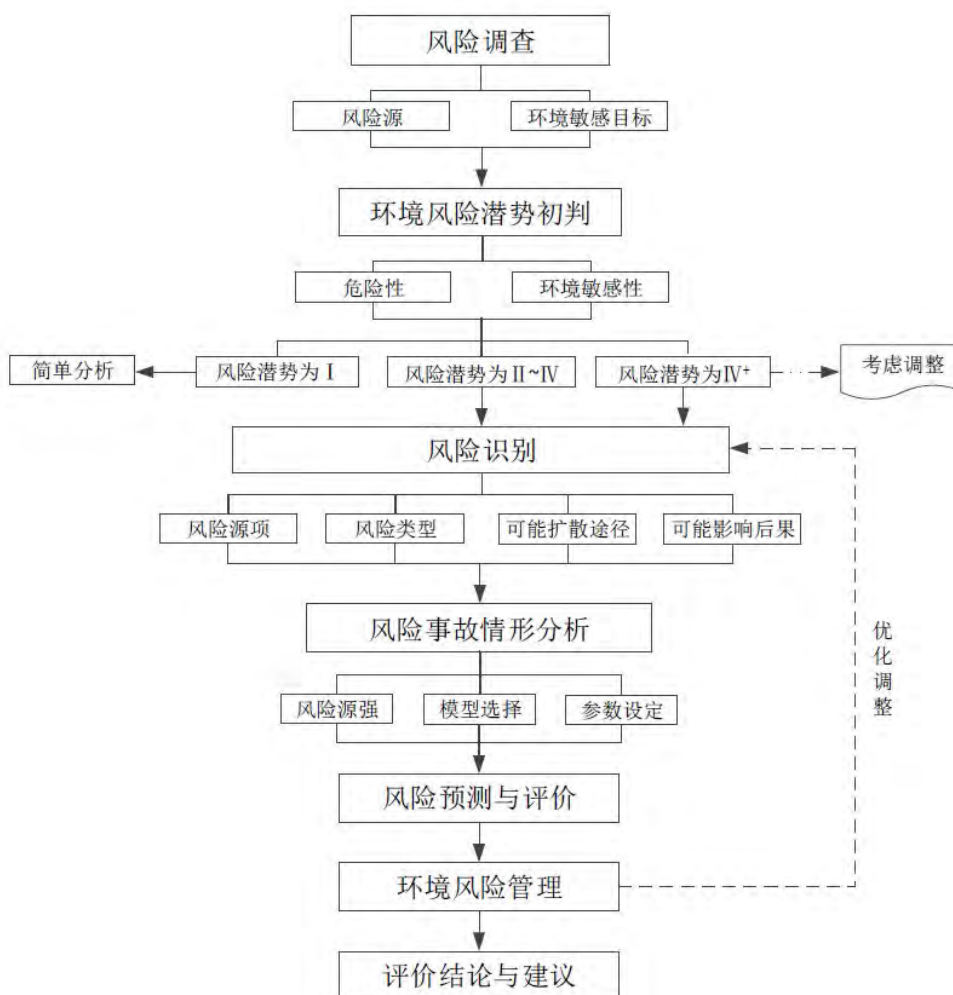 风险调查
风险源
环境敏感目标
环境风险潜势初判
危险性
环境敏感性
简单分析
风险潜势为Ⅰ
风险潜势为Ⅱ~Ⅳ
风险潜势为Ⅳ⁺
考虑调整
风险识别
风险源项
风险类型
可能扩散途径
可能影响后果
风险事故情形分析
优化调整
风险源强
模型选择
参数设定
风险预测与评价
环境风险管理
评价结论与建议